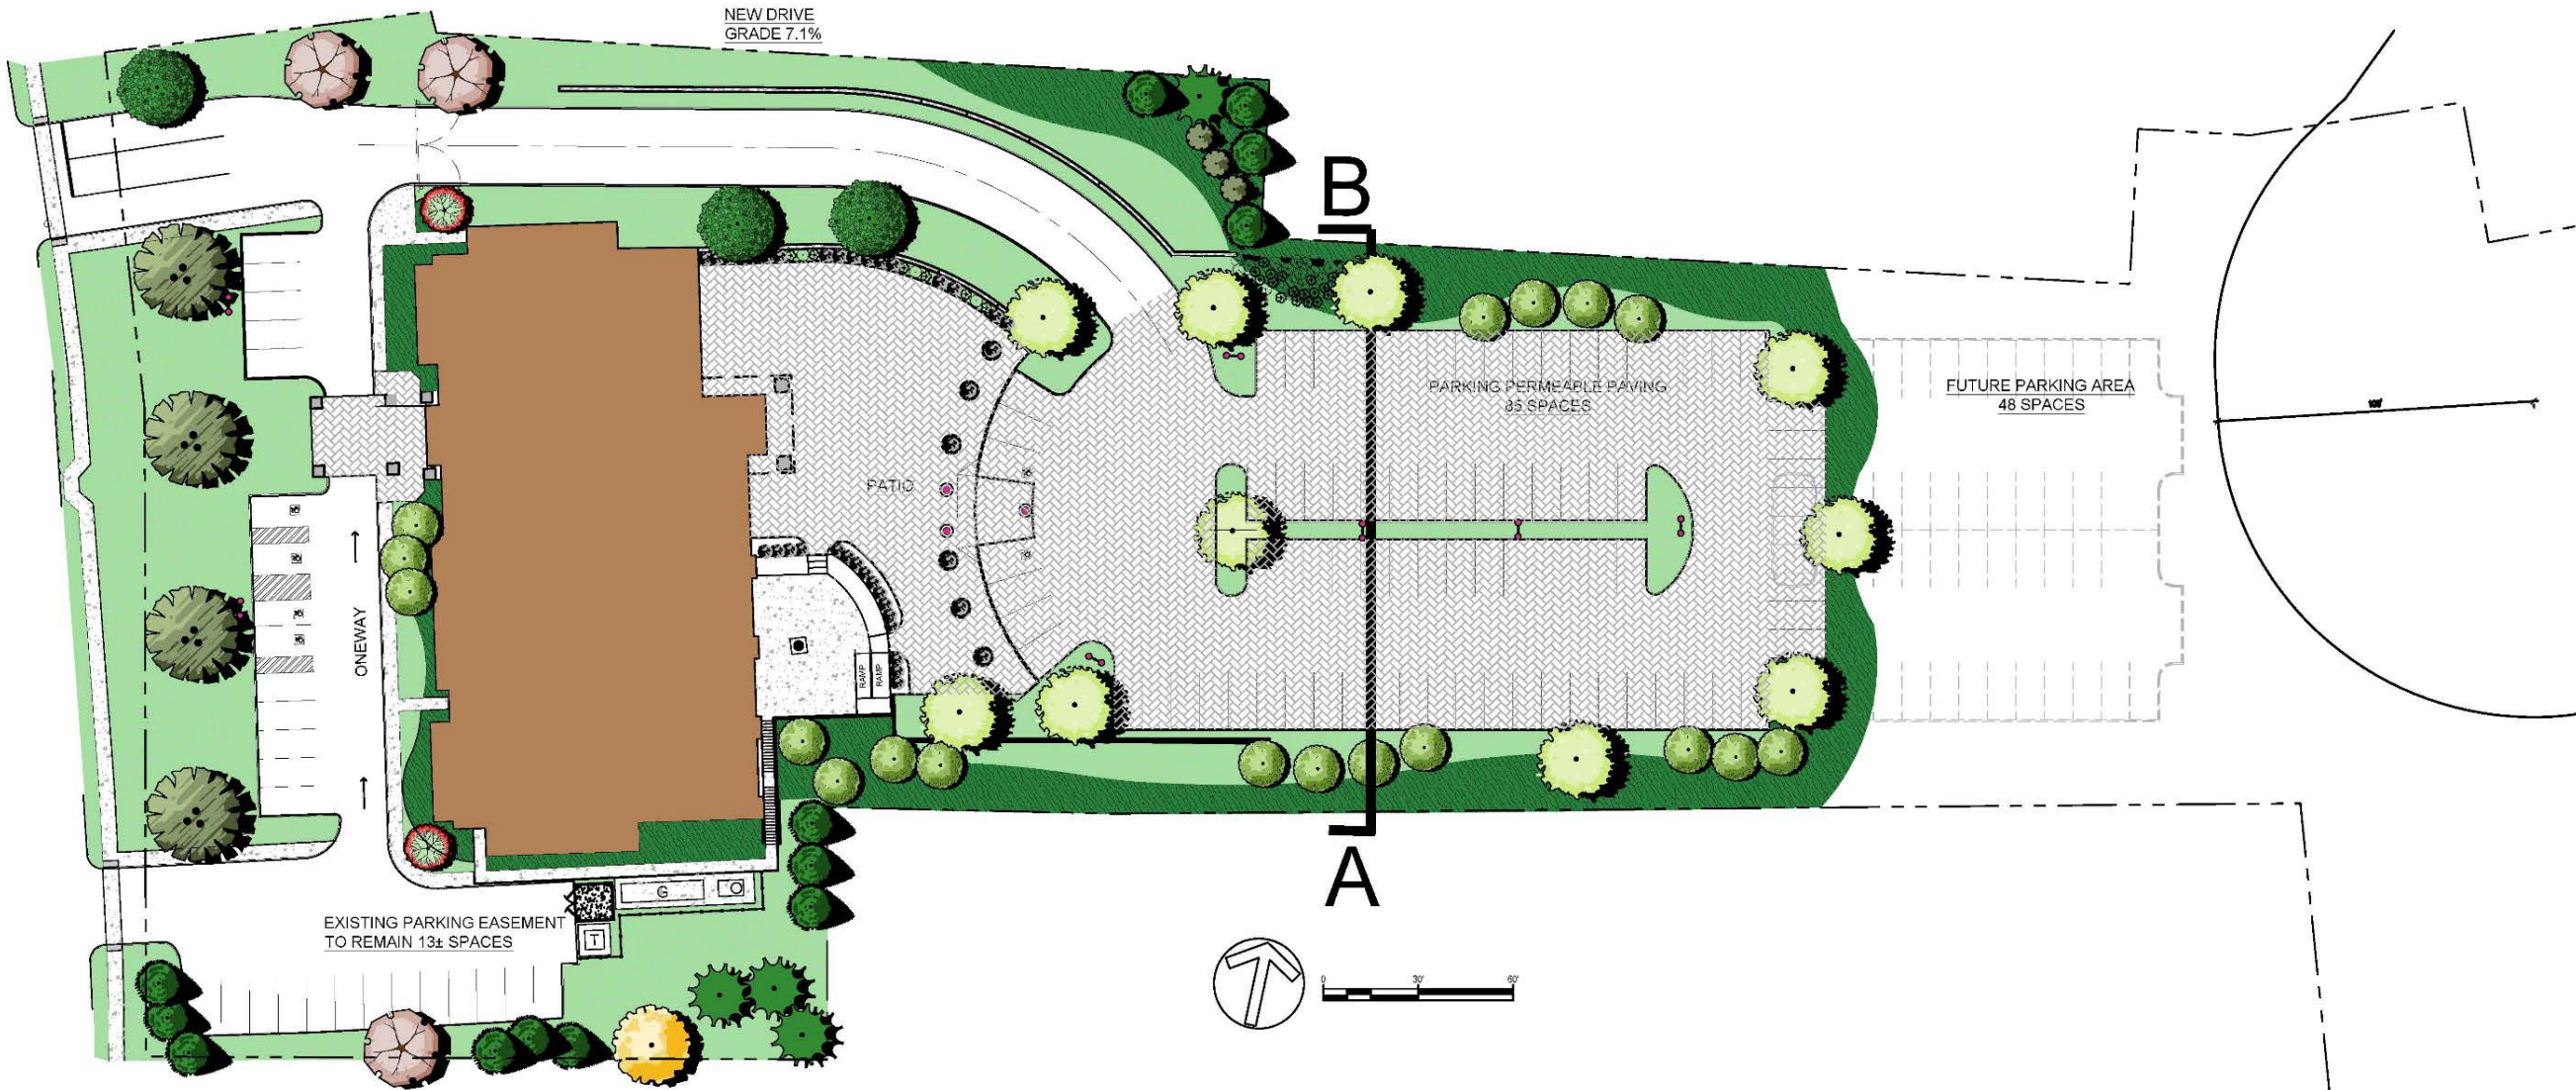 NEW DRIVE
GRADE 7.1%
B
PARKING PERMEABLE PAVING
85 SPACES
FUTURE PARKING AREA
48 SPACES
100'
PATIO
ONEWAY
RAMP
RAMP
A
G
T
EXISTING PARKING EASEMENT
TO REMAIN 13± SPACES
0 30' 60'